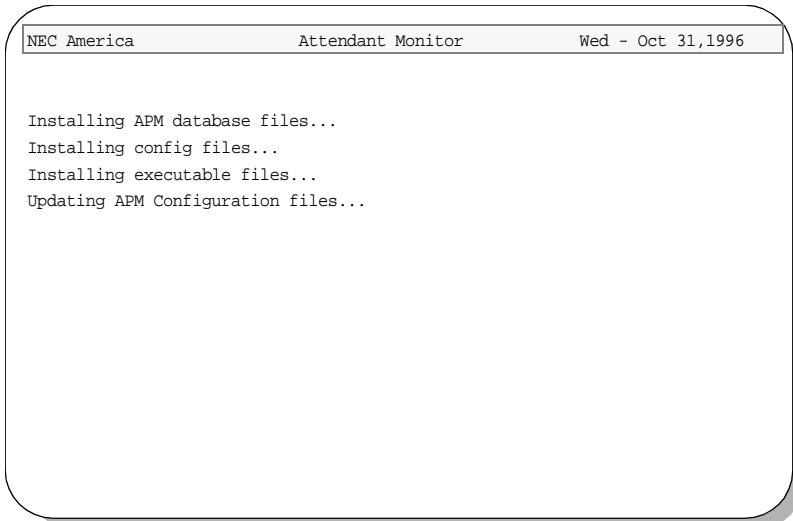 NEC America Attendant Monitor Wed - Oct 31,1996
Installing APM database files...
Installing config files...
Installing executable files...
Updating APM Configuration files...